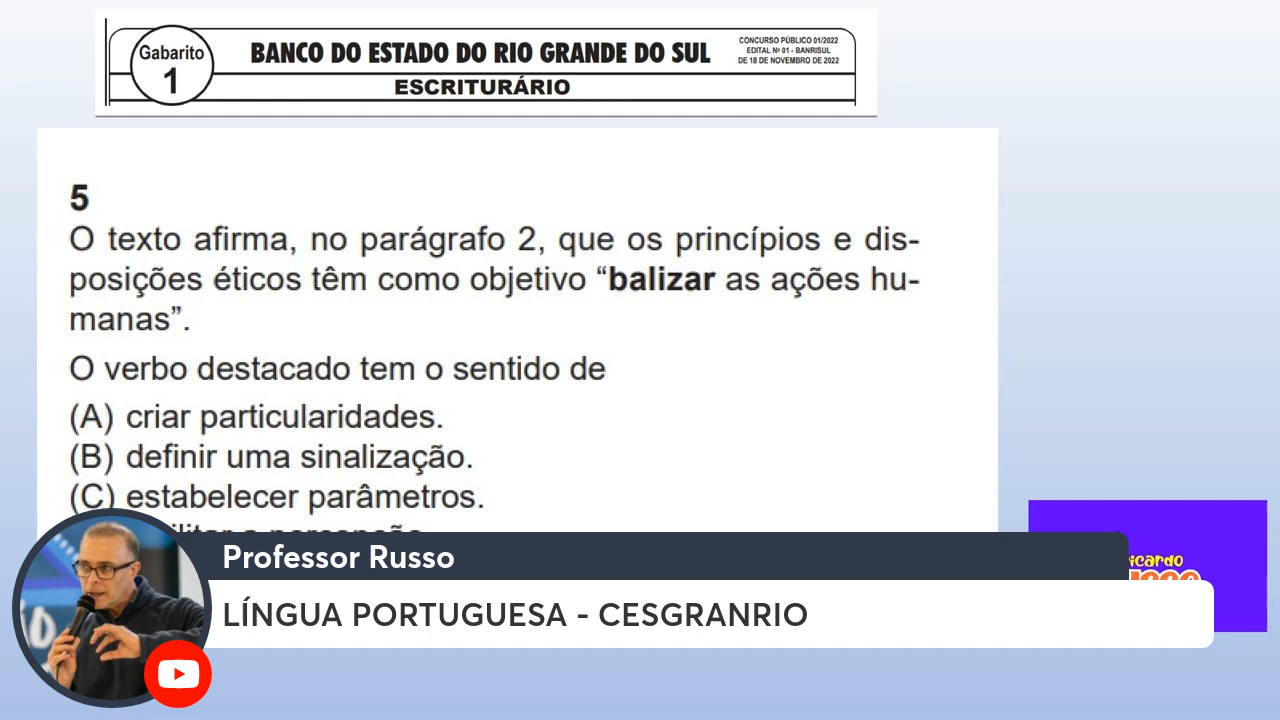 Gabarito
1
BANCO DO ESTADO DO RIO GRANDE DO SUL
CONCURSO PÚBLICO 01/2022
EDITAL Nº 01 - BANRISUL
DE 18 DE NOVEMBRO DE 2022
ESCRITURÁRIO
5
O texto afirma, no parágrafo 2, que os princípios e dis-
posições éticos têm como objetivo “balizar as ações hu-
manas”.
O verbo destacado tem o sentido de
(A) criar particularidades.
(B) definir uma sinalização.
(C) estabelecer parâmetros.
Professor Russo
LÍNGUA PORTUGUESA - CESGRANRIO